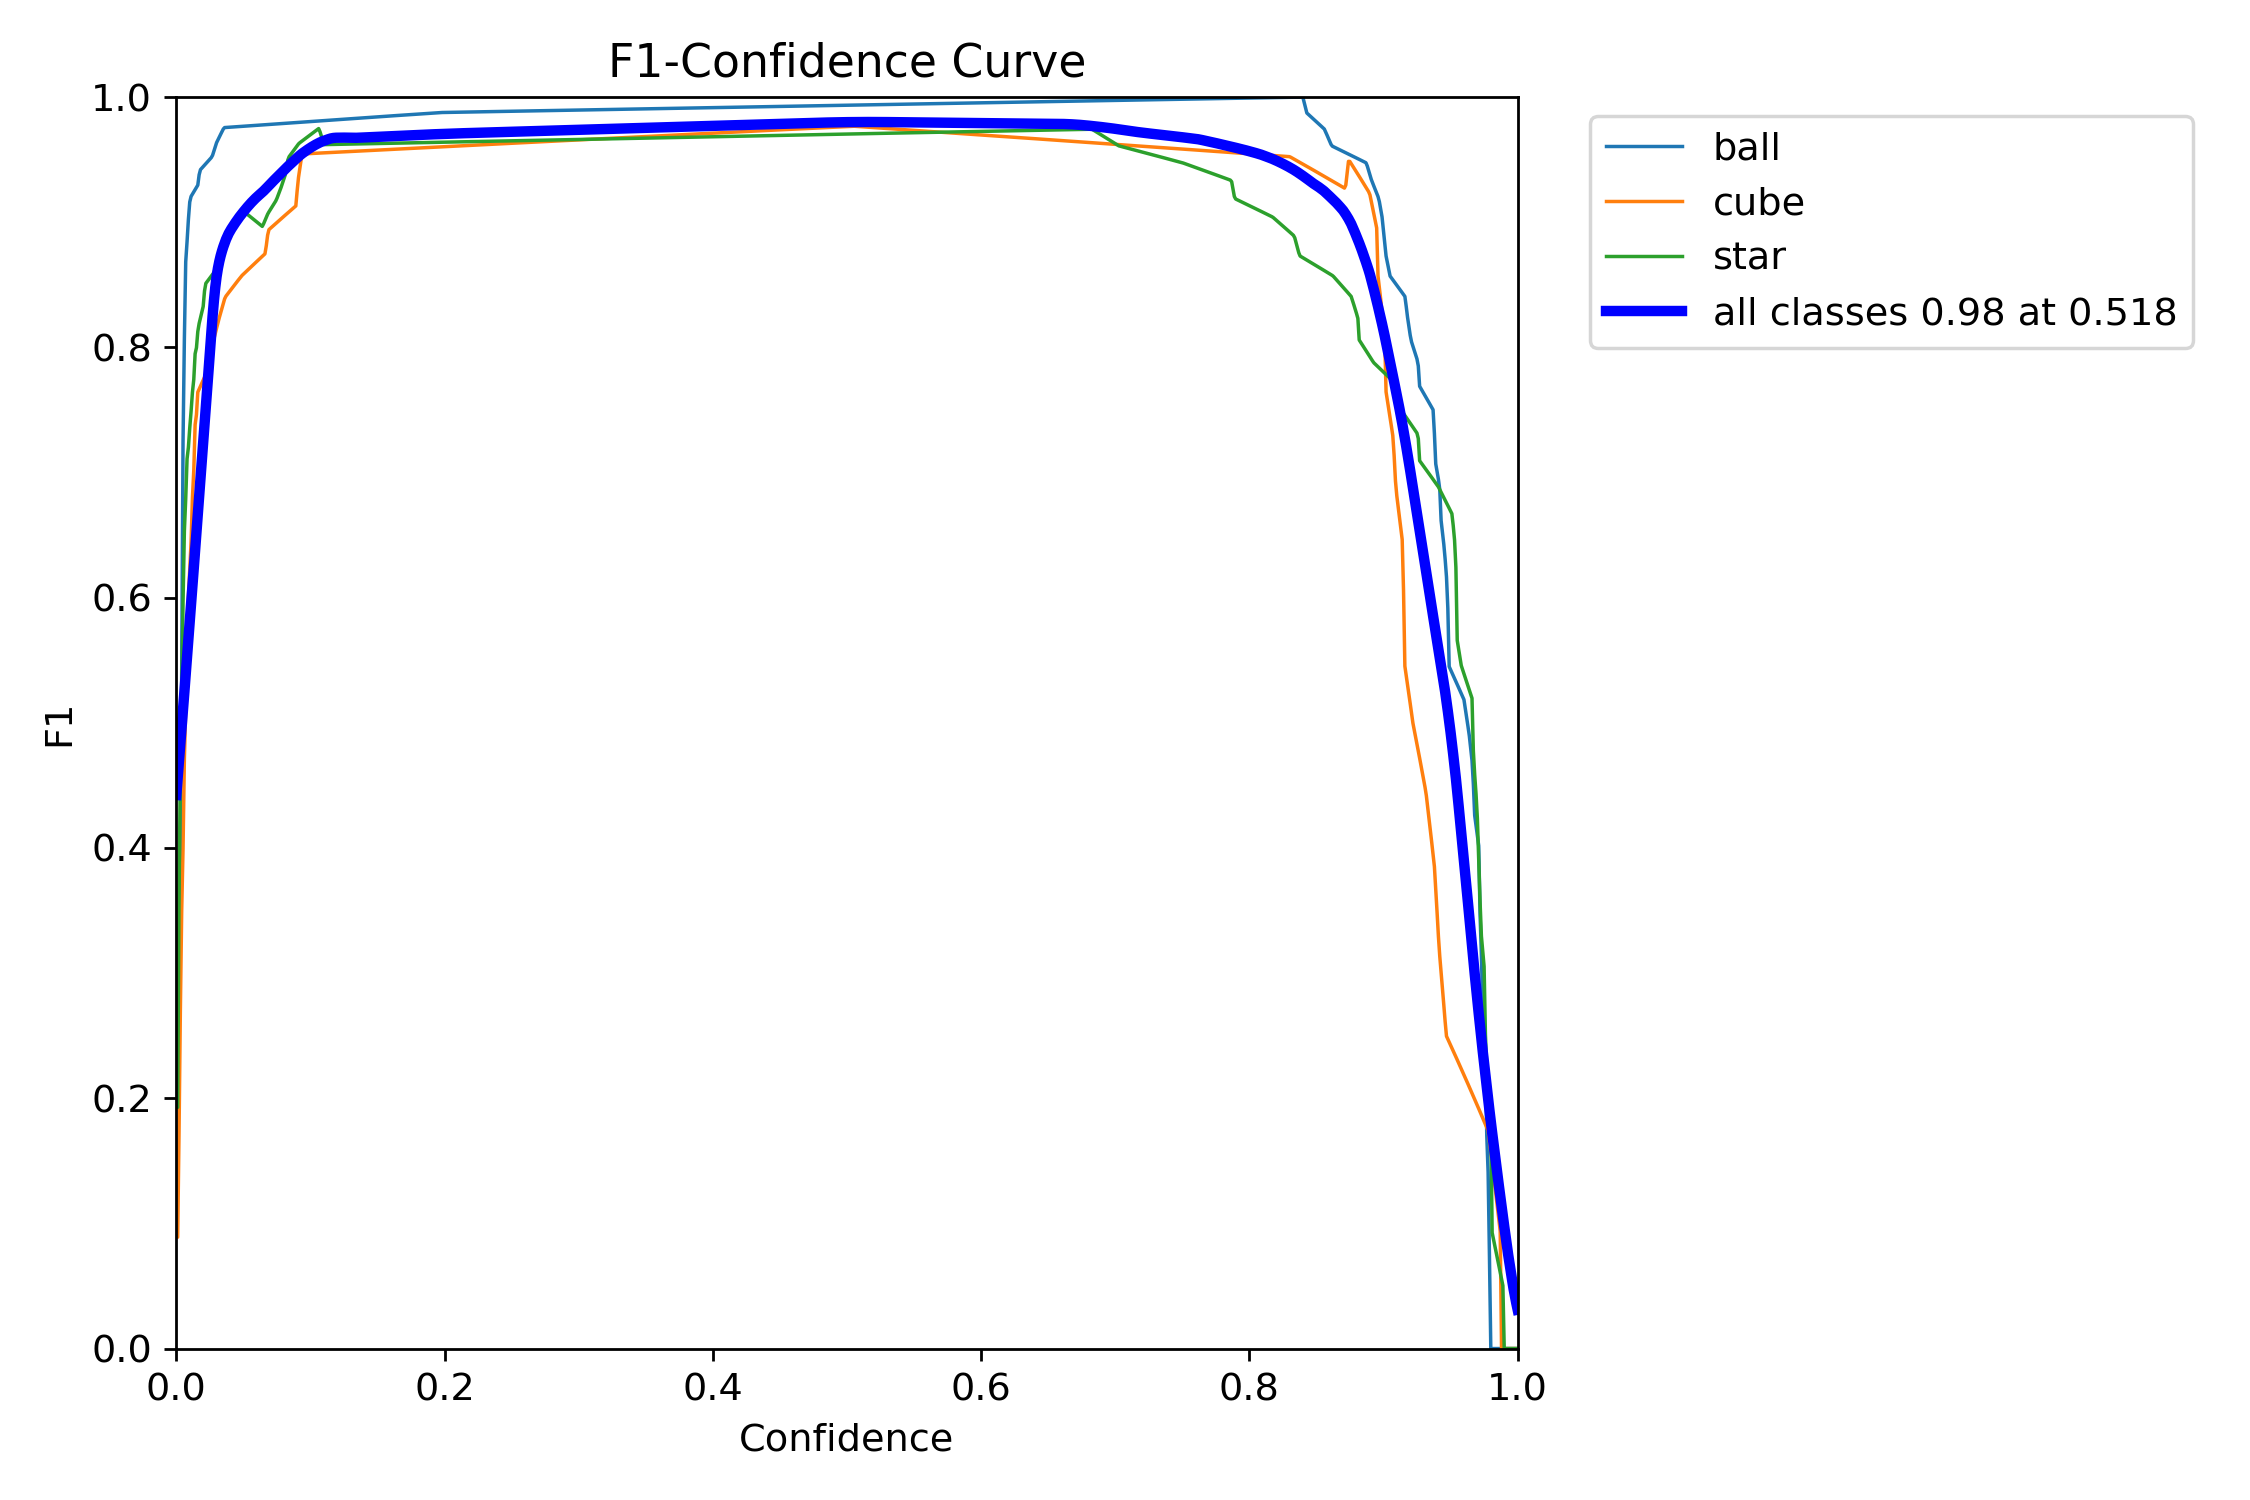 F1-Confidence Curve
1.0
0.8
0.6
0.4
0.2
0.0
F1
0.0 0.2 0.4 0.6 0.8 1.0
Confidence
ball
cube
star
all classes 0.98 at 0.518